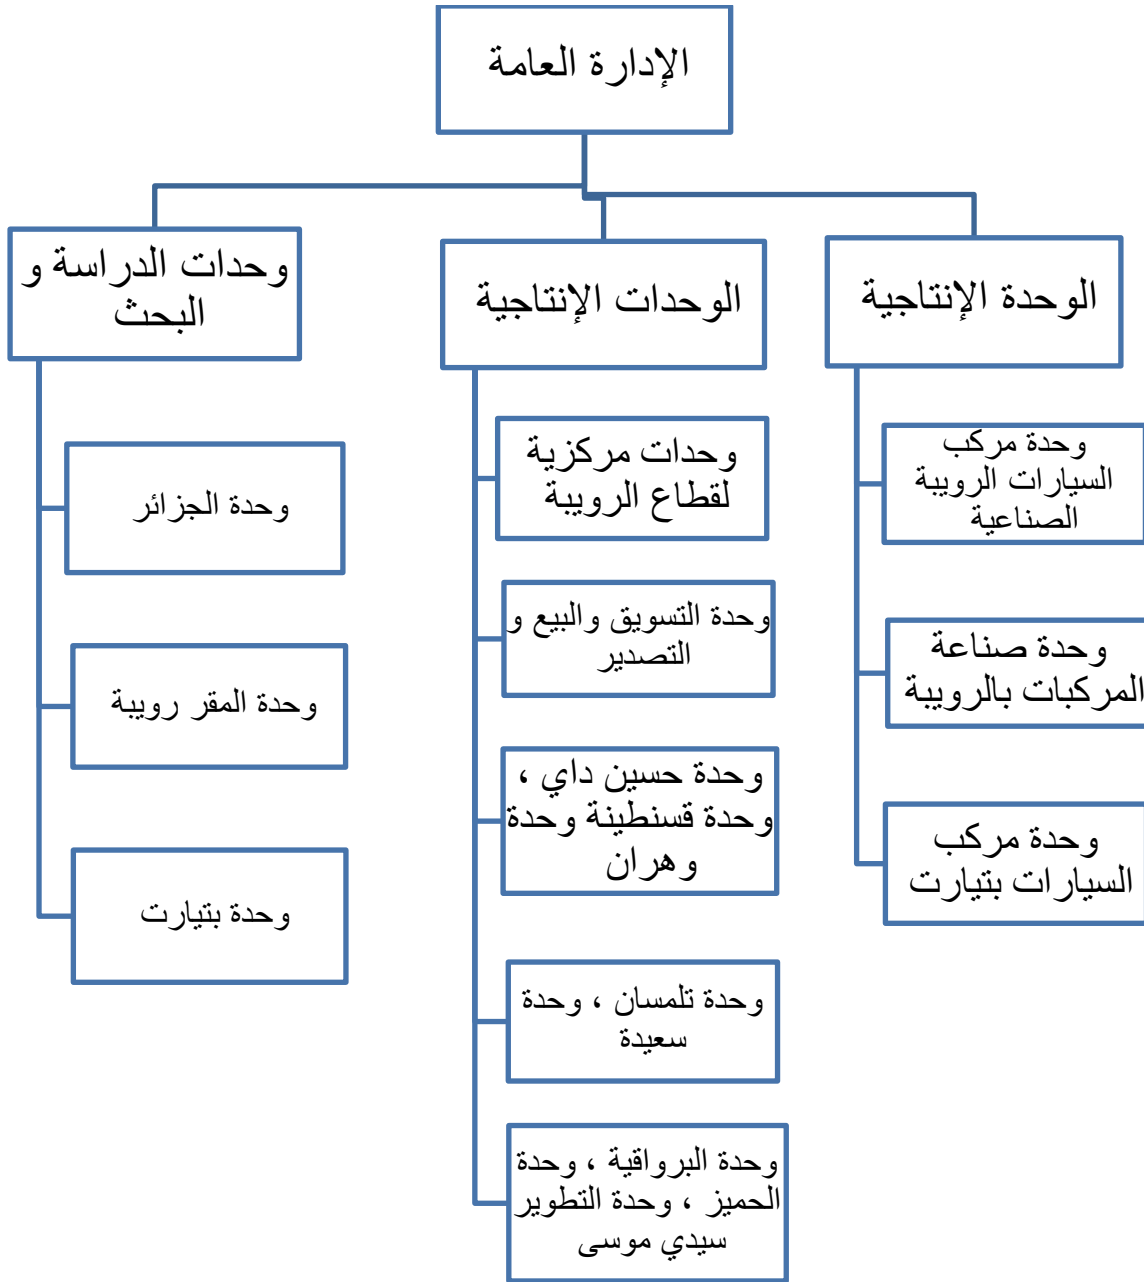 الإدارة العامة
الوحدة الإنتاجية
وحدة مركب
السيارات الرويبة
الصناعية
وحدة صناعة
المركبات بالرويبة
وحدة مركب
السيارات بتيارت
الوحدات الإنتاجية
وحدات مركزية
لقطاع الرويبة
وحدة التسويق والبيع و
التصدير
وحدة حسين داي ،
وحدة قسنطينة وحدة
وهران
وحدة تلمسان ، وحدة
سعيدة
وحدة البرواقية ، وحدة
الحميز ، وحدة التطوير
سيدي موسى
وحدات الدراسة و
البحث
وحدة الجزائر
وحدة المقر رويبة
وحدة بتيارت